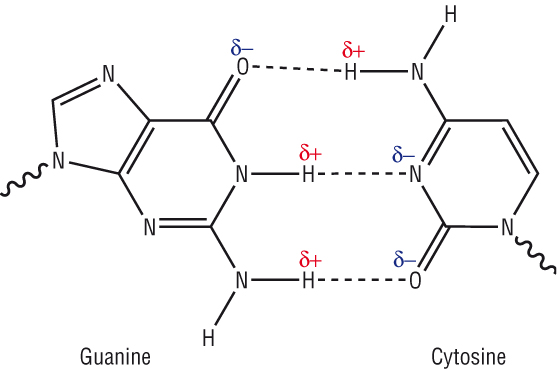 H
δ– δ+
O H N
N
δ+ δ–
N N H N
δ+ δ–
N N
N H O
H
Guanine Cytosine